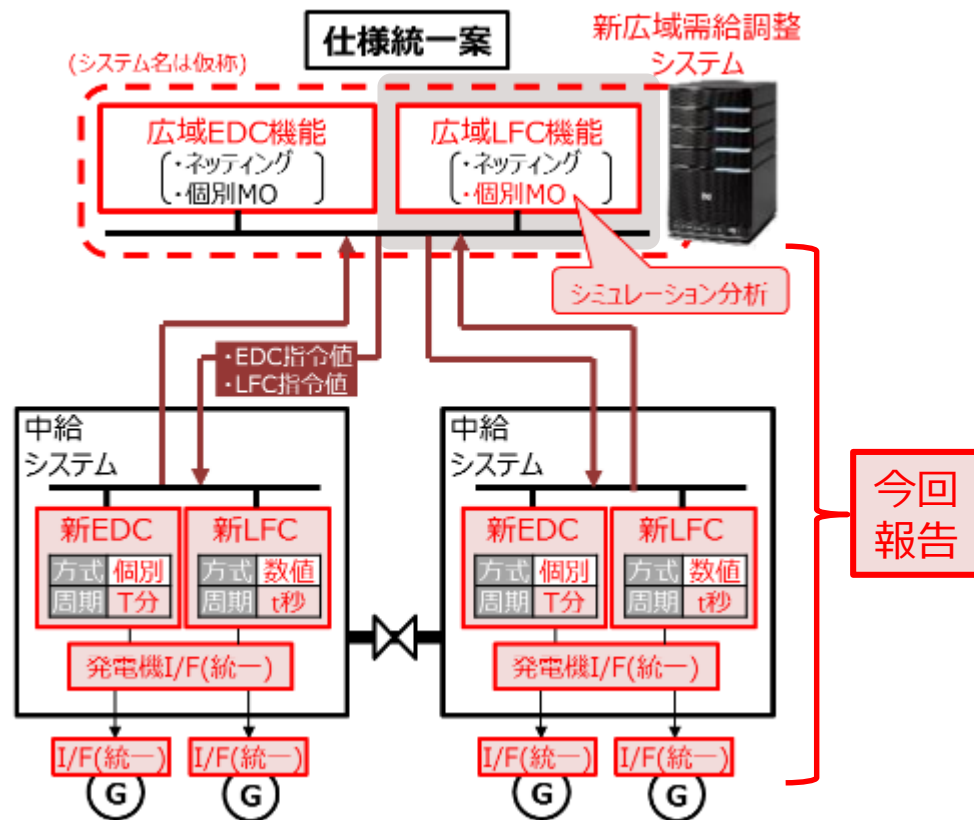 仕様統一案
新広域需給調整
システム
(システム名は仮称)
広域EDC機能
・ネッティング
・個別MO
広域LFC機能
・ネッティング
・個別MO
シミュレーション分析
・EDC指令値
・LFC指令値
中給
システム
新EDC
方式 個別
周期 T分
新LFC
方式 数値
周期 t秒
発電機I/F(統一)
I/F(統一)
I/F(統一)
G
G
中給
システム
新EDC
方式 個別
周期 T分
新LFC
方式 数値
周期 t秒
発電機I/F(統一)
I/F(統一)
I/F(統一)
G
G
今回
報告